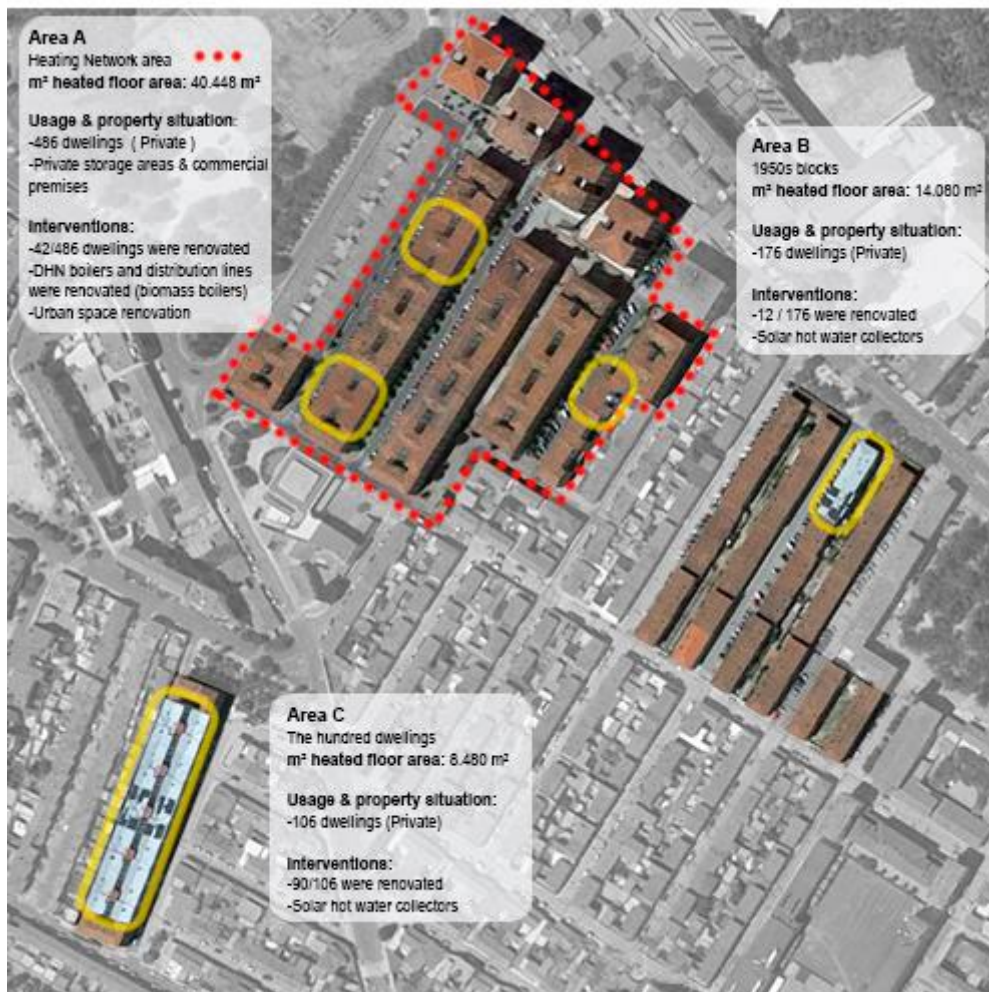 Area A
Heating Network area
m² heated floor area: 40.448 m²
Usage & property situation:
-486 dwellings ( Private )
-Private storage areas & commercial
premises
Interventions:
-42/486 dwellings were renovated
-DHN boilers and distribution lines
were renovated (biomass boilers)
-Urban space renovation
Area B
1950s blocks
m² heated floor area: 14.080 m²
Usage & property situation:
-176 dwellings (Private)
Interventions:
-12 / 176 were renovated
-Solar hot water collectors
Area C
The hundred dwellings
m² heated floor area: 8.480 m²
Usage & property situation:
-106 dwellings (Private)
Interventions:
-90/106 were renovated
-Solar hot water collectors